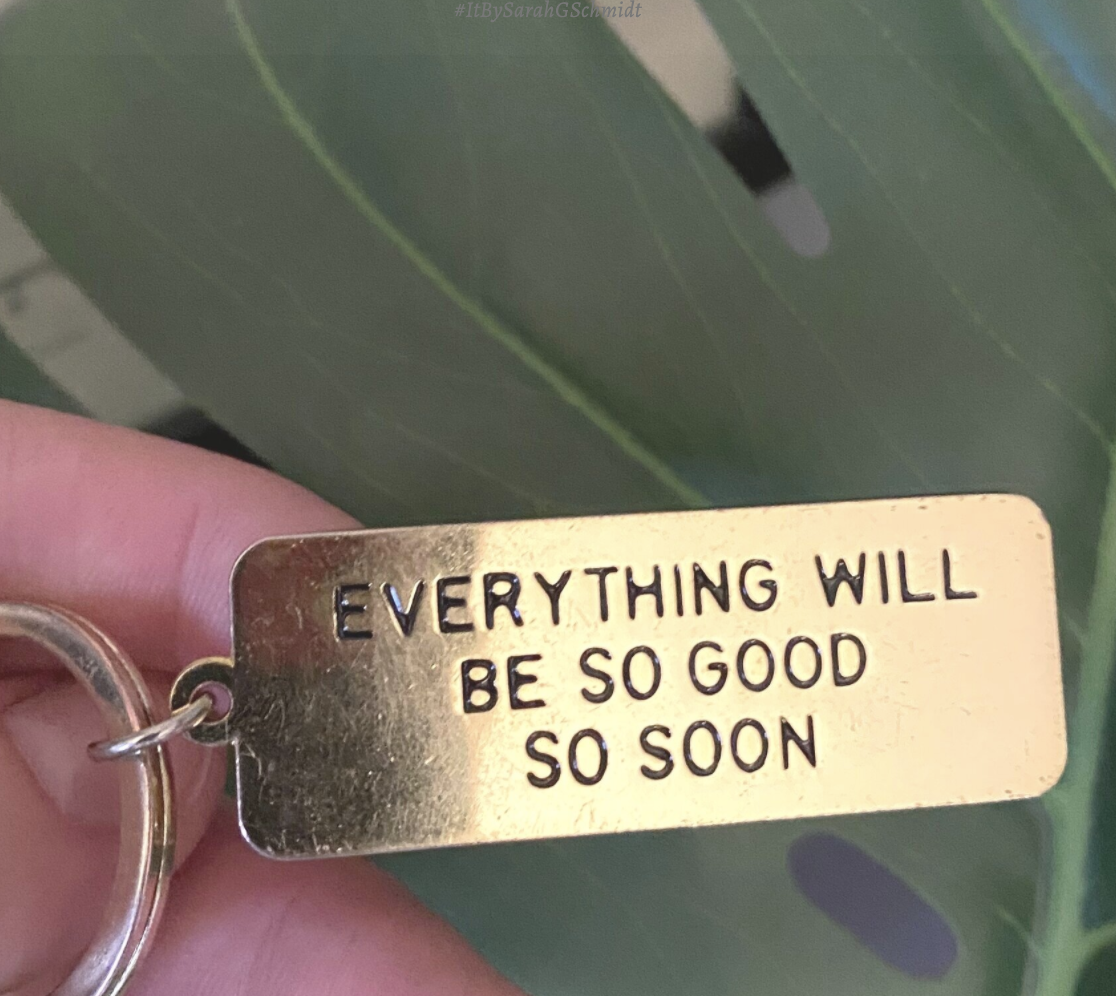 #ItBySarahGSchmidt
EVERYTHING WILL
BE SO GOOD
SO SOON